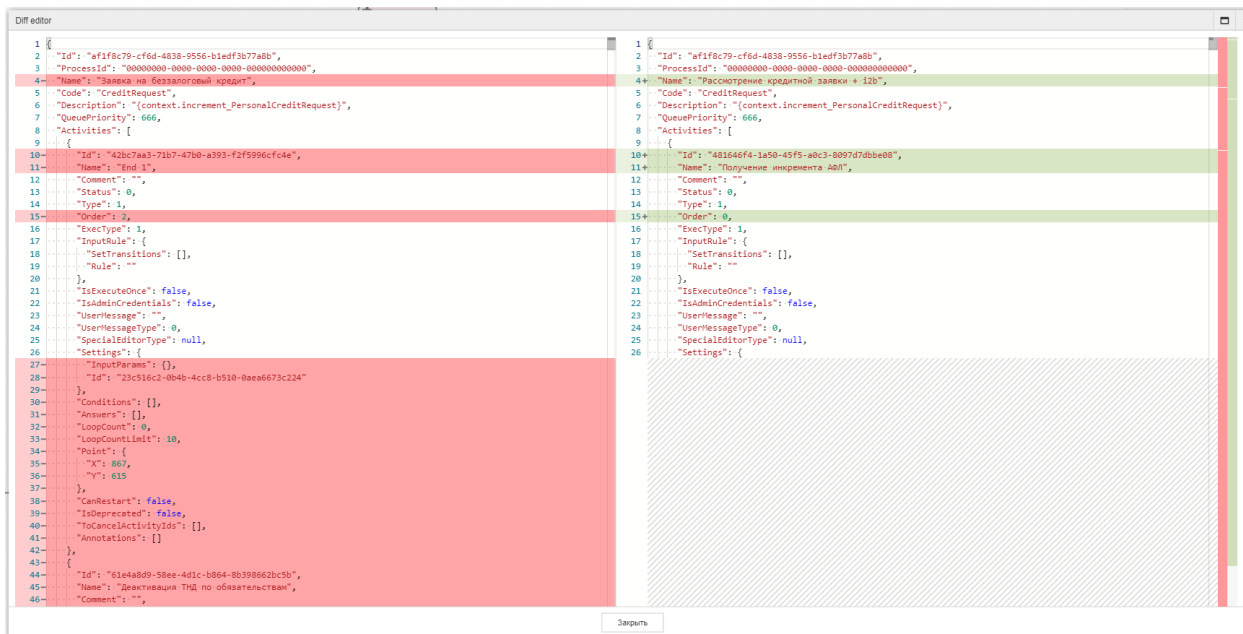 Diff editor
1 {
2 "Id": "af1f8c79-cf6d-4838-9556-b1edf3b77a8b",
3 "ProcessId": "00000000-0000-0000-0000-000000000000",
4- "Name": "Заявка на беззалоговый кредит",
5 "Code": "CreditRequest",
6 "Description": "{context.increment_PersonalCreditRequest}",
7 "QueuePriority": 666,
8 "Activities": [
9 {
10- "Id": "42bc7aa3-71b7-47b0-a393-f2f5996cfc4e",
11- "Name": "End 1",
12 "Comment": "",
13 "Status": 0,
14 "Type": 1,
15- "Order": 2,
16 "ExecType": 1,
17 "InputRule": {
18 "SetTransitions": [],
19 "Rule": ""
20 },
21 "IsExecuteOnce": false,
22 "IsAdminCredentials": false,
23 "UserMessage": "",
24 "UserMessageType": 0,
25 "SpecialEditorType": null,
26 "Settings": {
27- "InputParams": {},
28- "Id": "23c516c2-0b4b-4cc8-b510-0aea6673c224"
29- },
30- "Conditions": [],
31- "Answers": [],
32- "LoopCount": 0,
33- "LoopCountLimit": 10,
34- "Point": {
35- "X": 867,
36- "Y": 615
37- },
38- "CanRestart": false,
39- "IsDeprecated": false,
40- "ToCancelActivityIds": [],
41- "Annotations": []
42- },
43- {
44- "Id": "61e4a8d9-58ee-4d1c-b864-8b398662bc5b",
45- "Name": "Деактивация ТНД по обязательствам",
46- "Comment": "",
1 {
2 "Id": "af1f8c79-cf6d-4838-9556-b1edf3b77a8b",
3 "ProcessId": "00000000-0000-0000-0000-000000000000",
4+ "Name": "Рассмотрение кредитной заявки + i2b",
5 "Code": "CreditRequest",
6 "Description": "{context.increment_PersonalCreditRequest}",
7 "QueuePriority": 666,
8 "Activities": [
9 {
10+ "Id": "481646f4-1a50-45f5-a0c3-8097d7dbbe08",
11+ "Name": "Получение инкремента АФЛ",
12 "Comment": "",
13 "Status": 0,
14 "Type": 1,
15+ "Order": 0,
16 "ExecType": 1,
17 "InputRule": {
18 "SetTransitions": [],
19 "Rule": ""
20 },
21 "IsExecuteOnce": false,
22 "IsAdminCredentials": false,
23 "UserMessage": "",
24 "UserMessageType": 0,
25 "SpecialEditorType": null,
26 "Settings": {
Закрыть